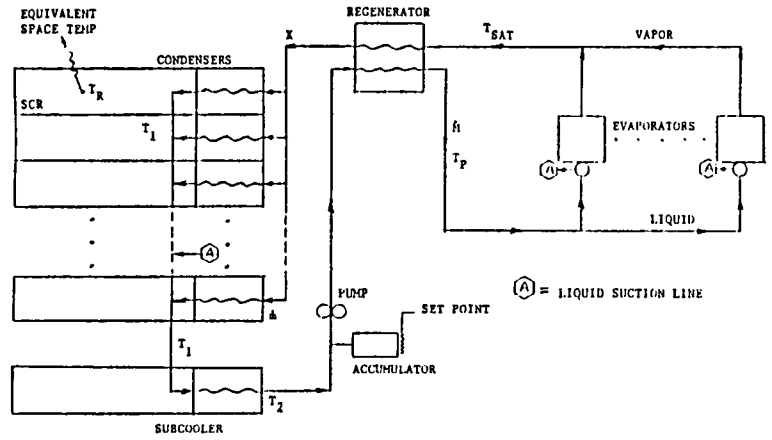 EQUIVALENT
SPACE TEMP
REGENERATOR
X
T_SAT
VAPOR
CONDENSERS
T_R
SCR
T_1
EVAPORATORS
T_P
A
A
LIQUID
A
PUMP
SET POINT
A = LIQUID SUCTION LINE
T_1
ACCUMULATOR
T_2
SUBCOOLER